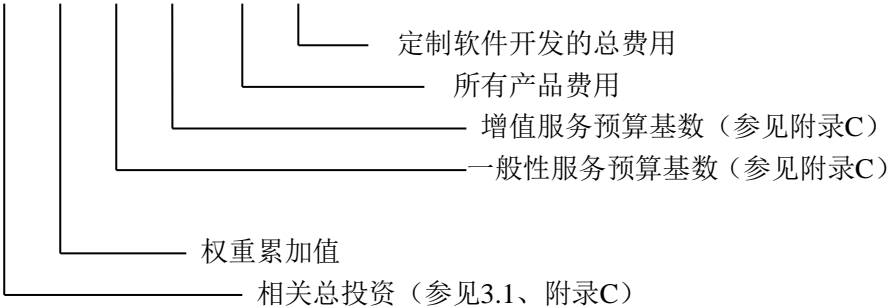 定制软件开发的总费用
所有产品费用
增值服务预算基数（参见附录C）
一般性服务预算基数（参见附录C）
权重累加值
相关总投资（参见3.1、附录C）